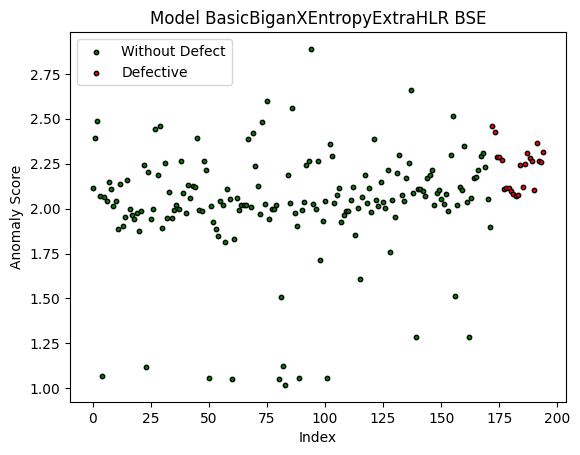 Model BasicBiganXEntropyExtraHLR BSE
Without Defect
Defective
Anomaly Score
2.75
2.50
2.25
2.00
1.75
1.50
1.25
1.00
0 25 50 75 100 125 150 175 200
Index